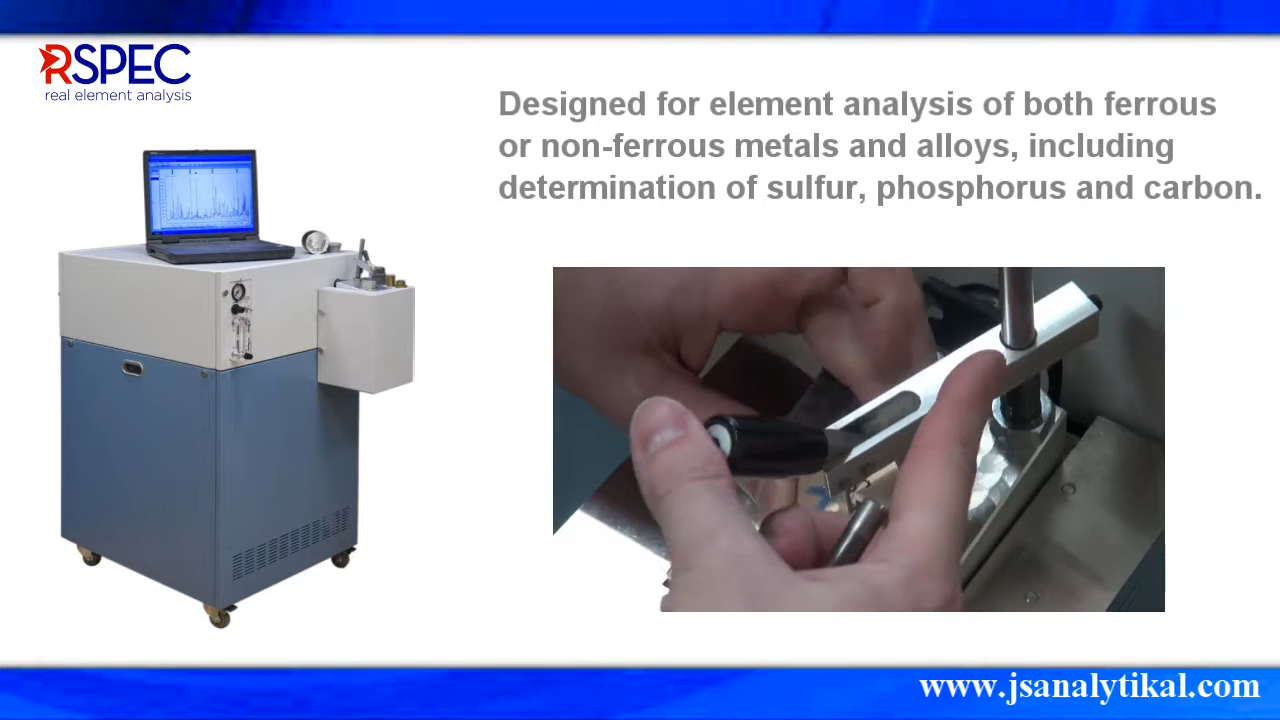 RSPEC
real element analysis
Designed for element analysis of both ferrous
or non-ferrous metals and alloys, including
determination of sulfur, phosphorus and carbon.
www.jsanalytikal.com